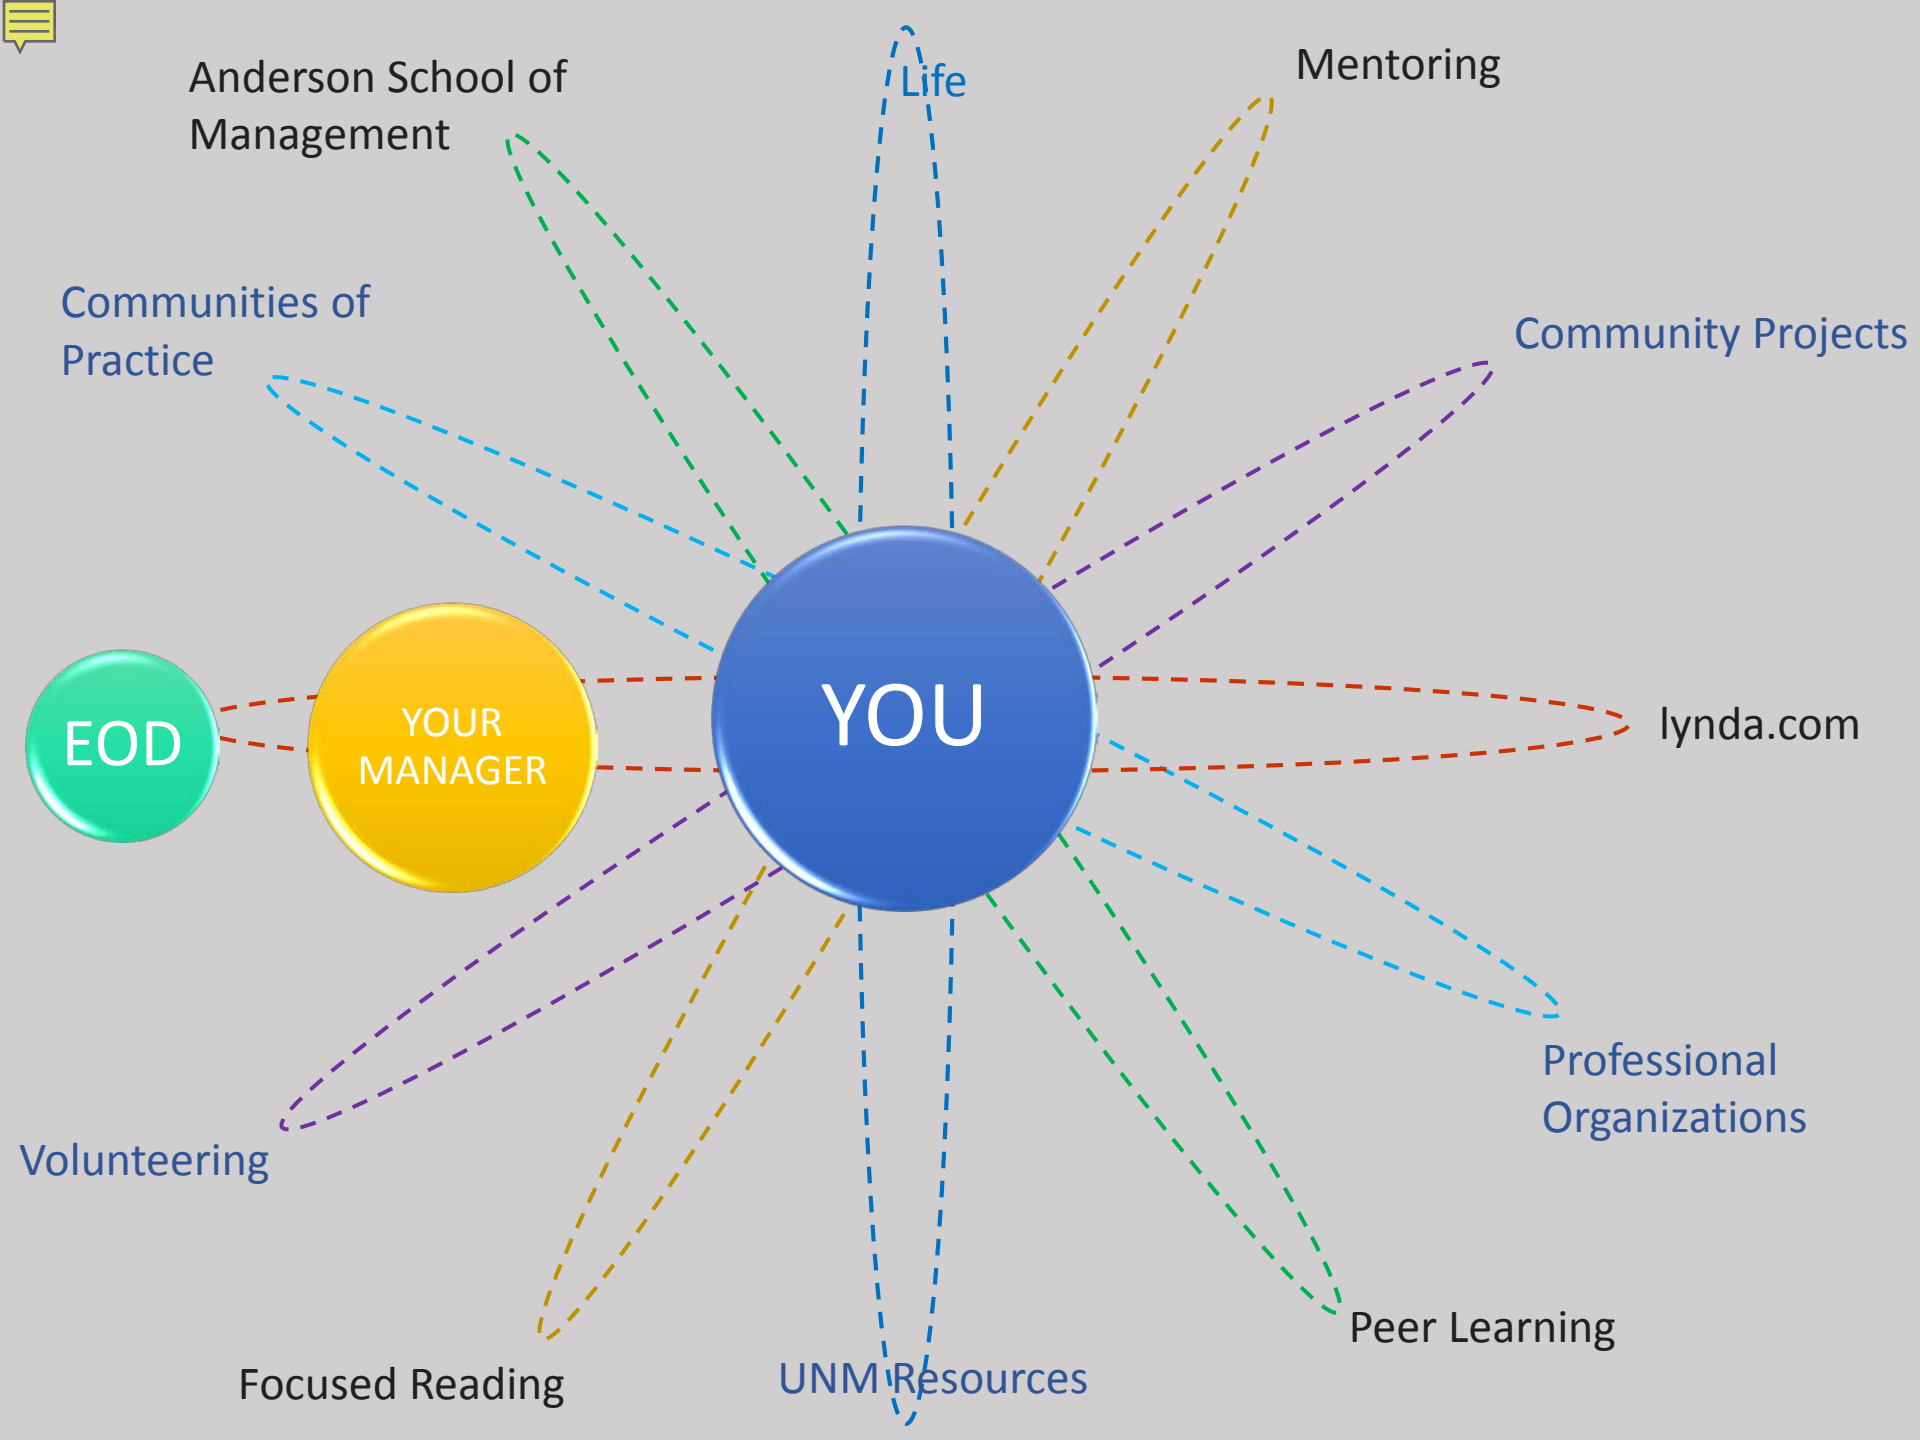 Life
Mentoring
Anderson School of
Management
Communities of
Practice
Community Projects
EOD
YOUR
MANAGER
YOU
lynda.com
Professional
Organizations
Volunteering
Peer Learning
Focused Reading
UNM Resources